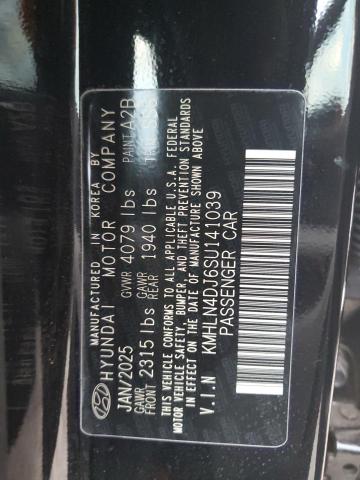 MANUFACTURED IN KOREA BY
HYUNDAI MOTOR COMPANY
JAN/2025 GVWR 4079 lbs PAINT A2B
GAWR FRONT 2315 lbs GAWR REAR 1940 lbs
THIS VEHICLE CONFORMS TO ALL APPLICABLE U.S.A. FEDERAL
MOTOR VEHICLE SAFETY, BUMPER, AND THEFT PREVENTION STANDARDS
IN EFFECT ON THE DATE OF MANUFACTURE SHOWN ABOVE
V.I.N KMHLN4DJ6SU141039
PASSENGER CAR